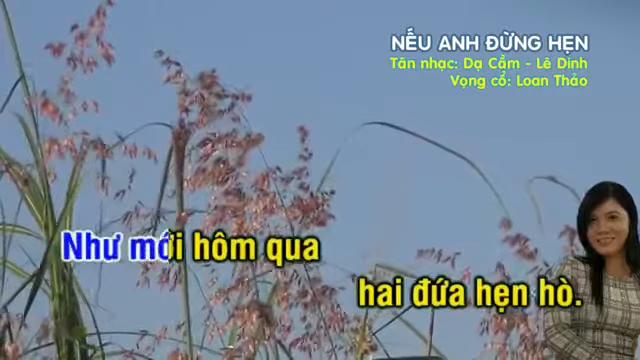 NẾU ANH ĐỪNG HẸN
Tân nhạc: Dạ Cầm - Lê Dinh
Vọng cổ: Loan Thảo
Như mới hôm qua
hai đứa hẹn hò.